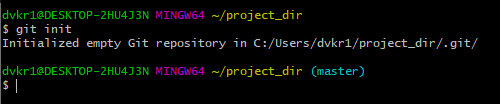 dvkr1@DESKTOP-2HU4J3N MINGW64 ~/project_dir
$ git init
Initialized empty Git repository in C:/Users/dvkr1/project_dir/.git/
dvkr1@DESKTOP-2HU4J3N MINGW64 ~/project_dir (master)
$